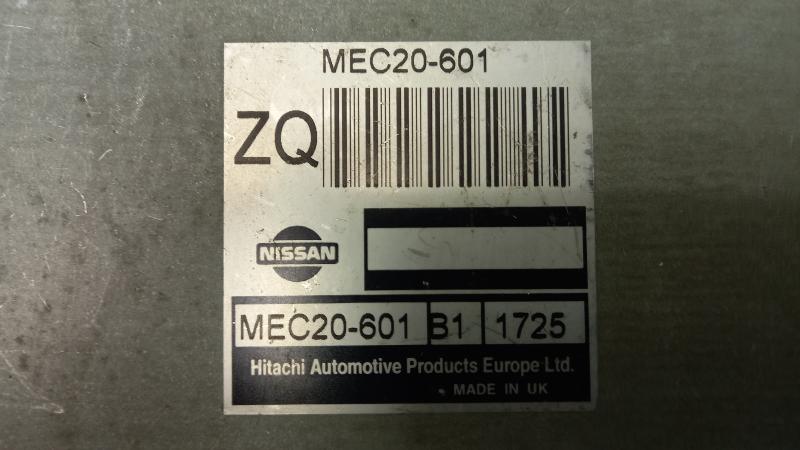 MEC20-601
ZQ
NISSAN
MEC20-601 B1 1725
Hitachi Automotive Products Europe Ltd.
MADE IN UK